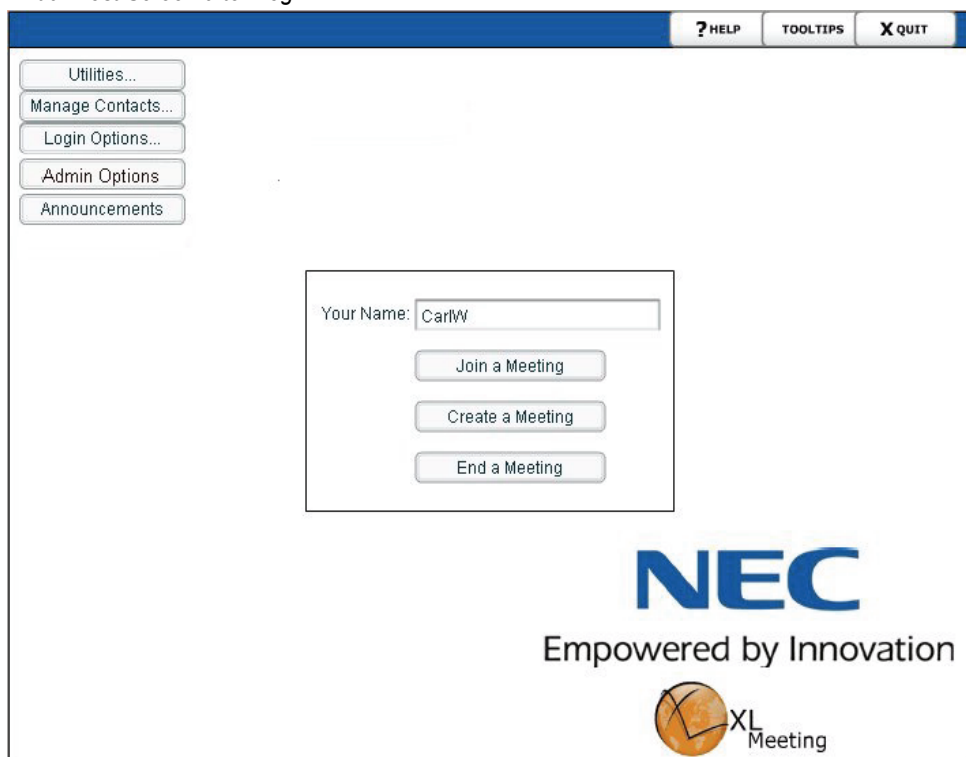 ? HELP
TOOLTIPS
X QUIT
Utilities...
Manage Contacts...
Login Options...
Admin Options
Announcements
Your Name: CarlW
Join a Meeting
Create a Meeting
End a Meeting
NEC
Empowered by Innovation
XL
Meeting